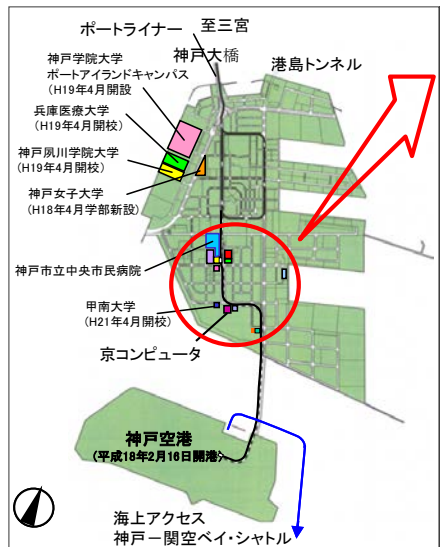 ポートライナー
至三宮
神戸大橋
港島トンネル
神戸学院大学
ポートアイランドキャンパス
(H19年4月開設
兵庫医療大学
(H19年4月開校)
神戸夙川学院大学
(H19年4月開校)
神戸女子大学
(H18年4月学部新設)
神戸市立中央市民病院
甲南大学
(H21年4月開校)
京コンピュータ
神戸空港
(平成18年2月16日開港)
海上アクセス
神戸－関空ベイ・シャトル